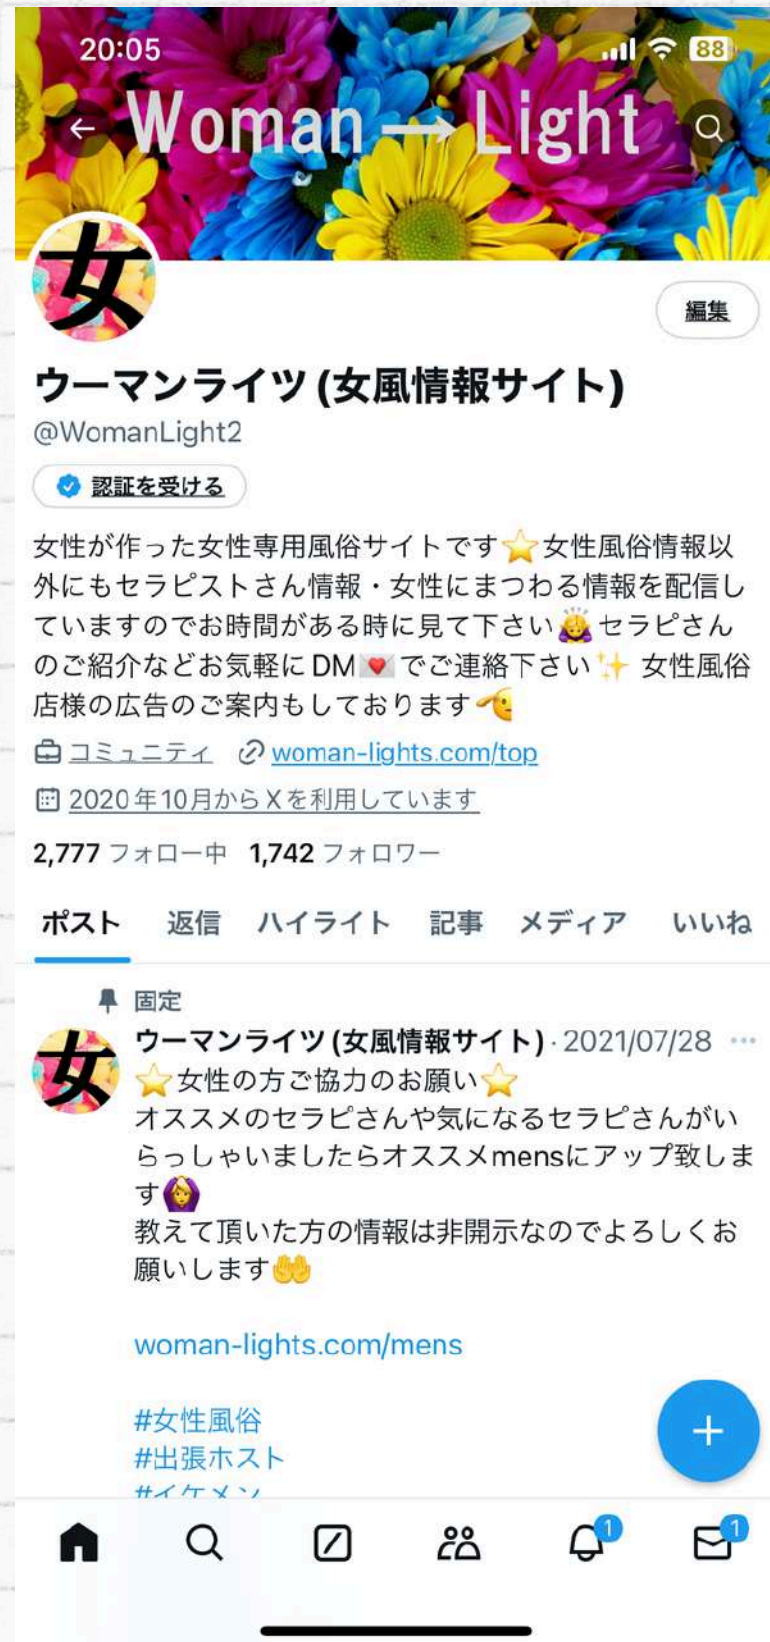 20:05
88
Woman→Light
女
編集
ウーマンライツ(女風情報サイト)
@WomanLight2
認証を受ける
女性が作った女性専用風俗サイトです⭐女性風俗情報以
外にもセラピストさん情報・女性にまつわる情報を配信し
ていますのでお時間がある時に見て下さい🙇‍♀️セラピさん
のご紹介などお気軽にDM💌でご連絡下さい✨ 女性風俗
店様の広告のご案内もしております🫡
コミュニティ woman-lights.com/top
2020年10月からXを利用しています
2,777 フォロー中 1,742 フォロワー
ポスト 返信 ハイライト 記事 メディア いいね
固定
女
ウーマンライツ(女風情報サイト)·2021/07/28 …
⭐女性の方ご協力のお願い⭐
オススメのセラピさんや気になるセラピさんがい
らっしゃいましたらオススメmensにアップ致しま
す🙆‍♀️
教えて頂いた方の情報は非開示なのでよろしくお
願いします🤲
woman-lights.com/mens
#女性風俗
#出張ホスト
#イケメン
1
1